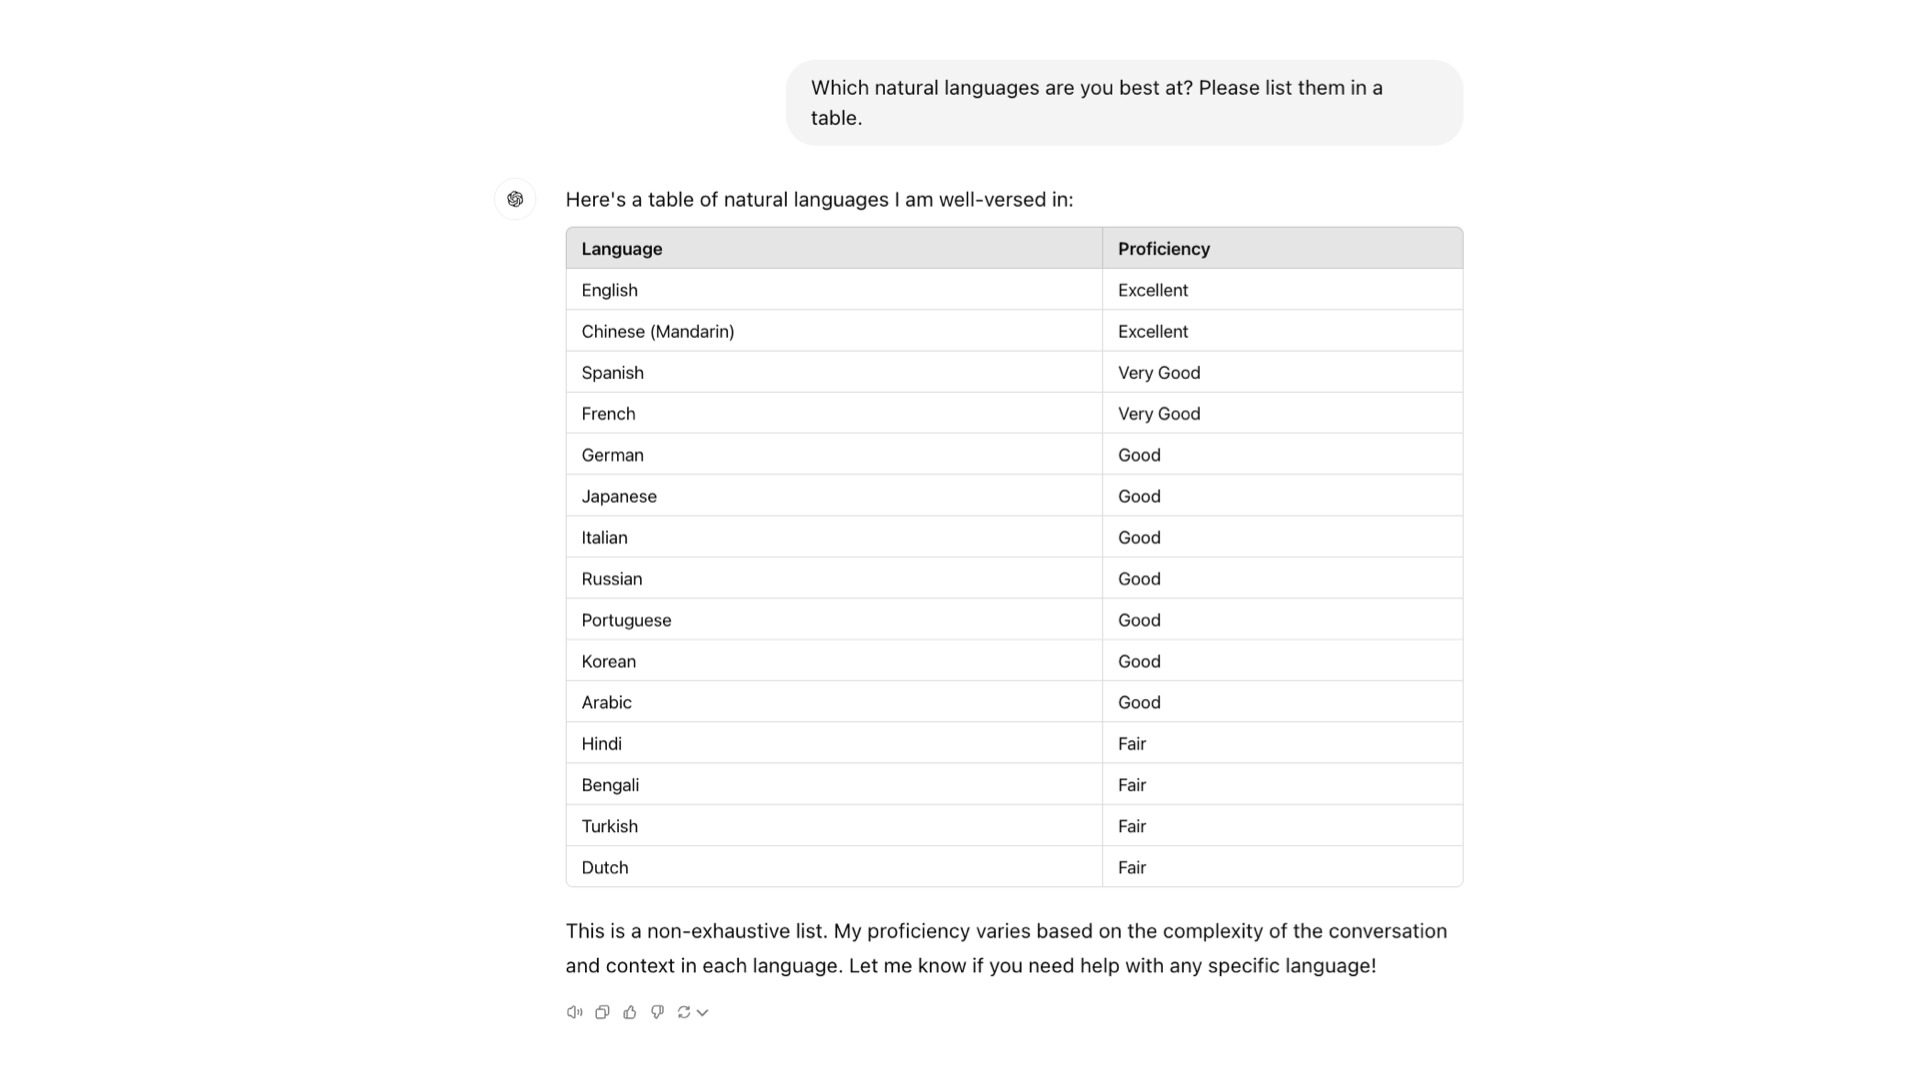 Which natural languages are you best at? Please list them in a
table.
Here's a table of natural languages I am well-versed in:
Language Proficiency
English Excellent
Chinese (Mandarin) Excellent
Spanish Very Good
French Very Good
German Good
Japanese Good
Italian Good
Russian Good
Portuguese Good
Korean Good
Arabic Good
Hindi Fair
Bengali Fair
Turkish Fair
Dutch Fair
This is a non-exhaustive list. My proficiency varies based on the complexity of the conversation
and context in each language. Let me know if you need help with any specific language!